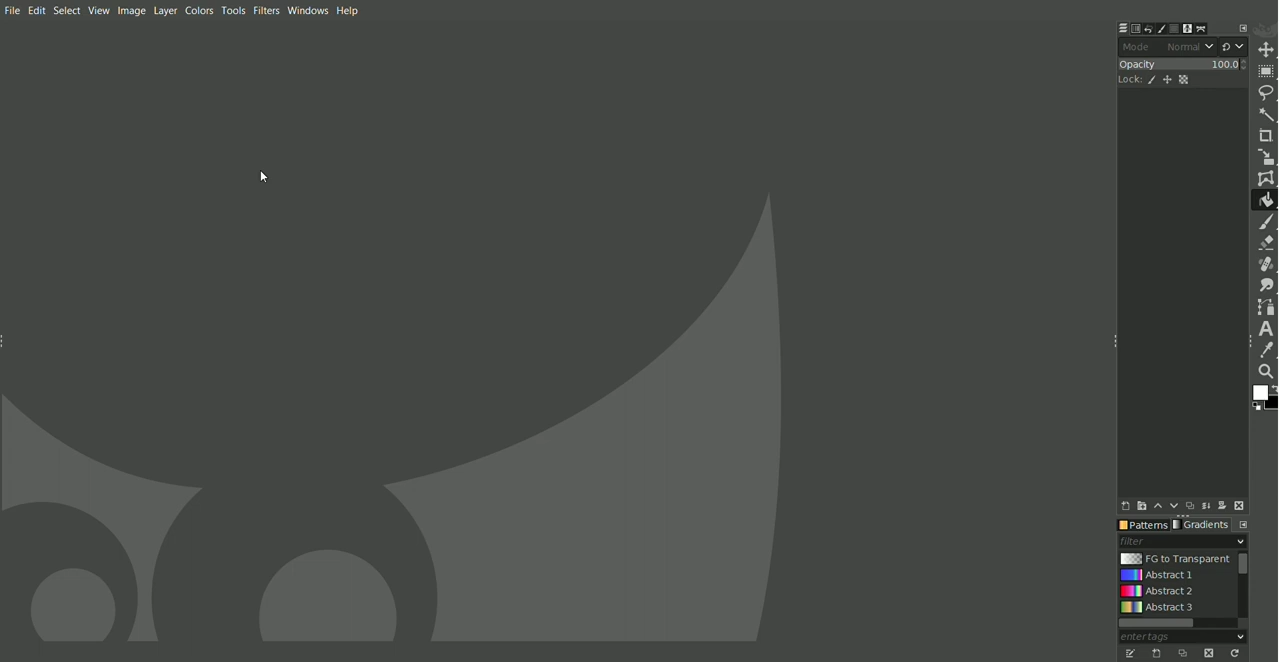 File Edit Select View Image Layer Colors Tools Filters Windows Help
Mode Normal
Opacity 100.0
Lock:
Patterns Gradients
filter
FG to Transparent
Abstract 1
Abstract 2
Abstract 3
enter tags